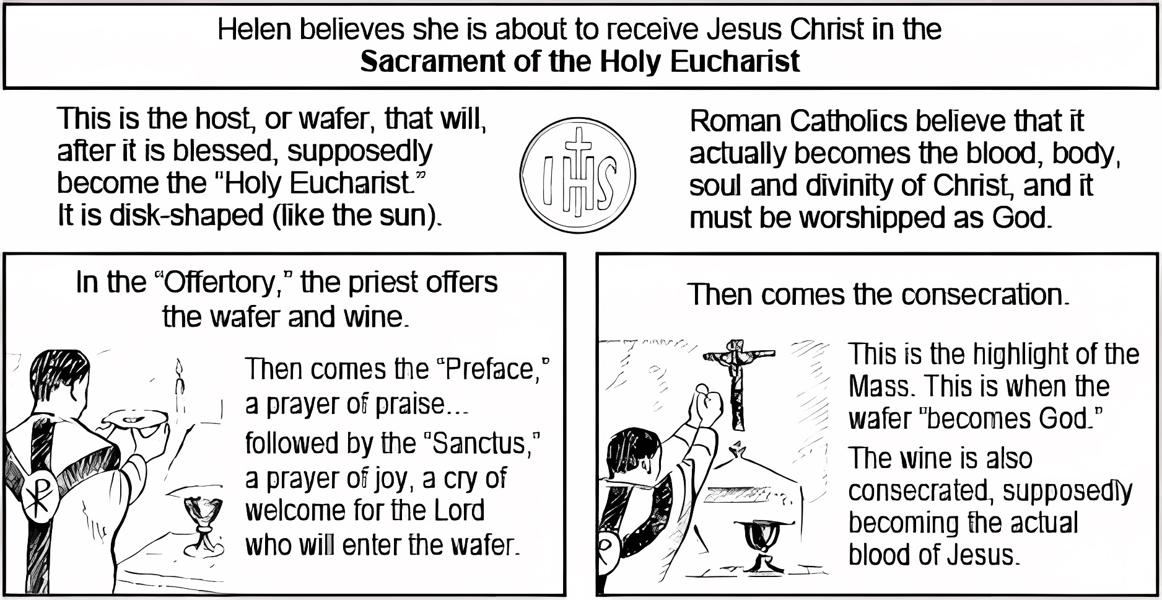 Helen believes she is about to receive Jesus Christ in the
Sacrament of the Holy Eucharist
This is the host, or wafer, that will,
after it is blessed, supposedly
become the "Holy Eucharist."
It is disk-shaped (like the sun).
IHS
Roman Catholics believe that it
actually becomes the blood, body,
soul and divinity of Christ, and it
must be worshipped as God.
In the "Offertory," the priest offers
the wafer and wine.
Then comes the "Preface,"
a prayer of praise...
followed by the "Sanctus,"
a prayer of joy, a cry of
welcome for the Lord
who will enter the wafer.
Then comes the consecration.
This is the highlight of the
Mass. This is when the
wafer "becomes God."
The wine is also
consecrated, supposedly
becoming the actual
blood of Jesus.